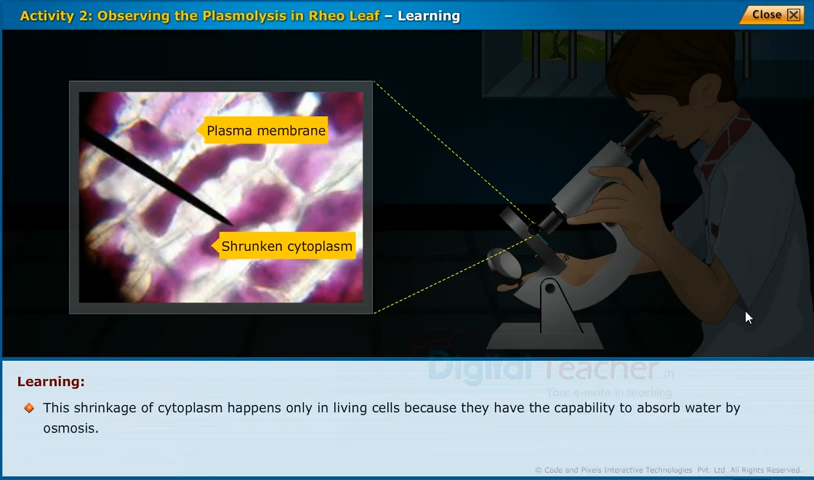 Activity 2: Observing the Plasmolysis in Rheo Leaf – Learning
Close
Plasma membrane
Shrunken cytoplasm
Digital Teacher.in
Your e-mate in teaching
Learning:
This shrinkage of cytoplasm happens only in living cells because they have the capability to absorb water by
osmosis.
© Code and Pixels Interactive Technologies Pvt. Ltd. All Rights Reserved.